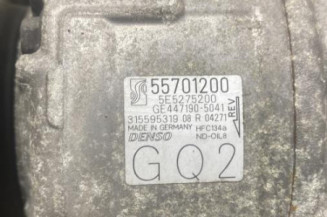 55701200
5E5275200
GE447190-5041
315595319 08 R 04271
MADE IN GERMANY HFC134a
DENSO ND-OIL8
REV
GQ2